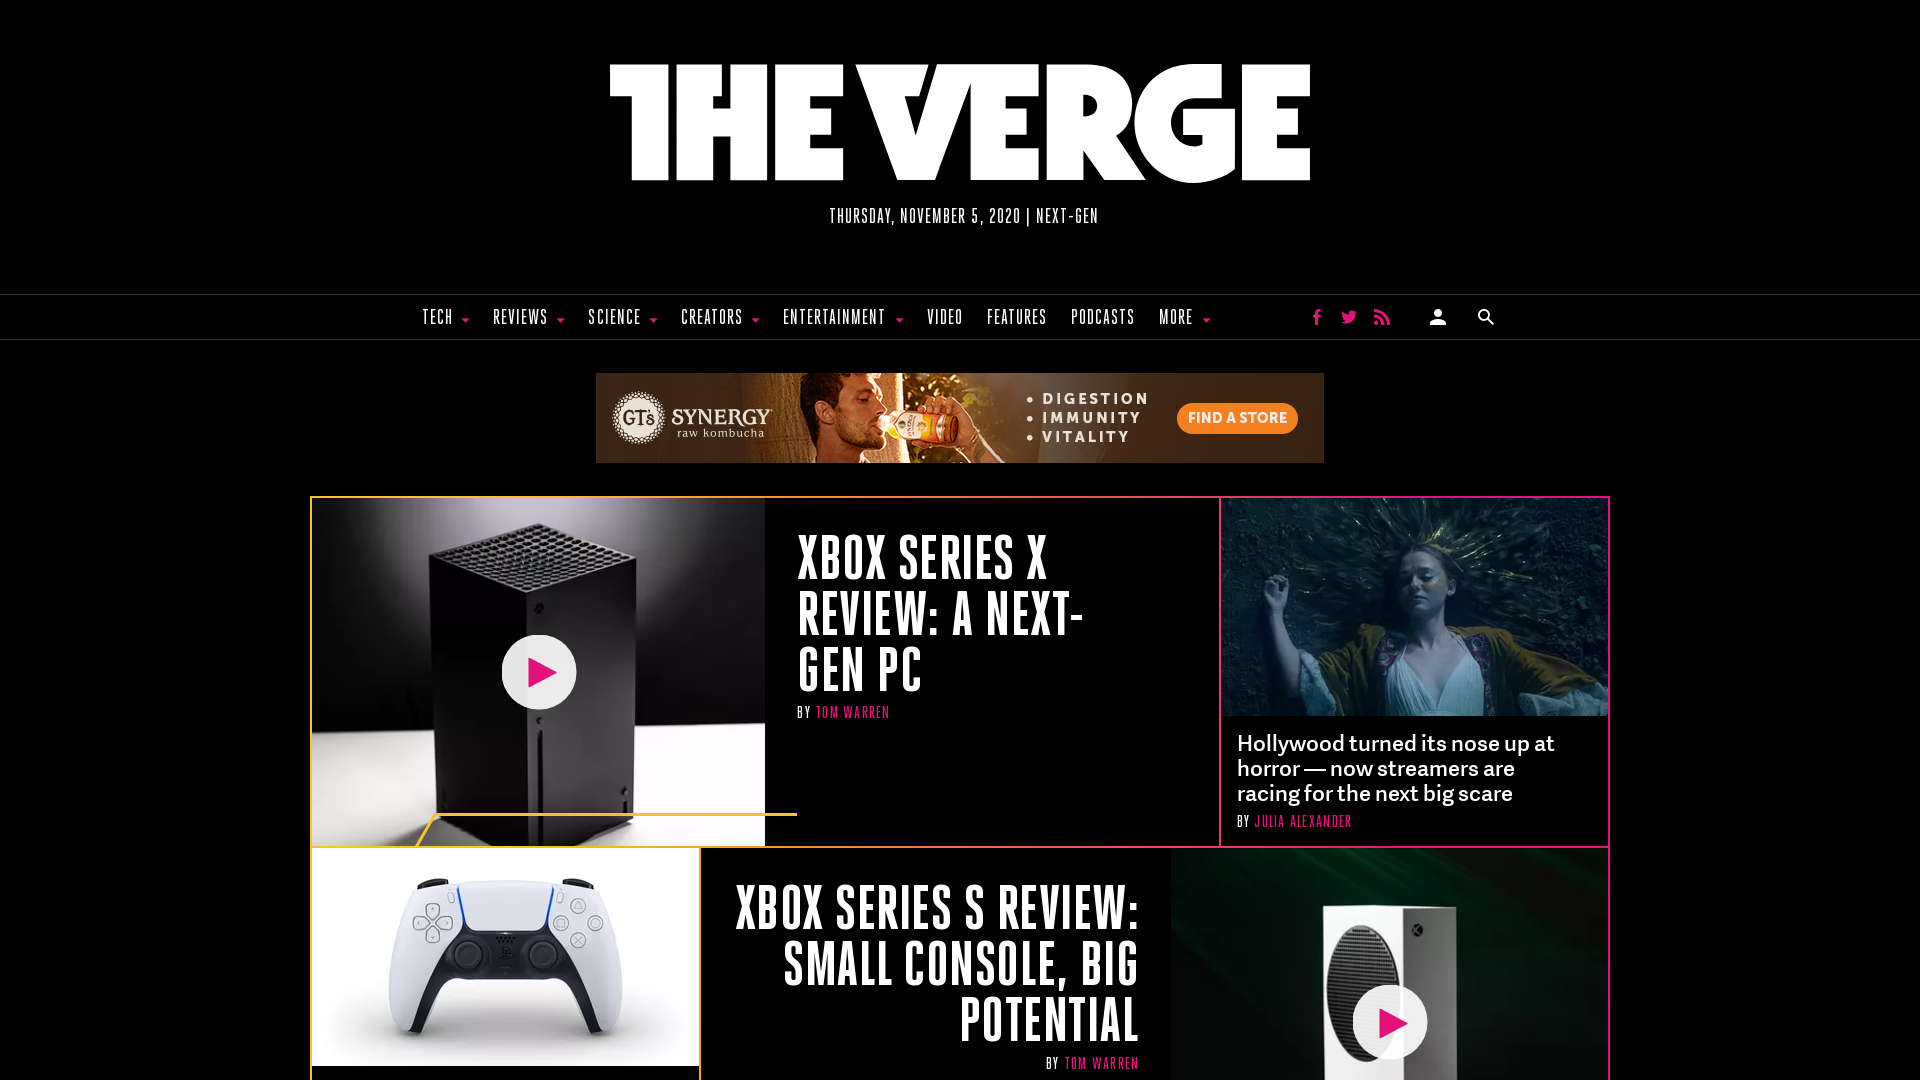 THE VERGE
THURSDAY, NOVEMBER 5, 2020 | NEXT-GEN
TECH REVIEWS SCIENCE CREATORS ENTERTAINMENT VIDEO FEATURES PODCASTS MORE
GT's SYNERGY
raw kombucha
• DIGESTION
• IMMUNITY
• VITALITY
FIND A STORE
XBOX SERIES X
REVIEW: A NEXT-
GEN PC
BY TOM WARREN
Hollywood turned its nose up at
horror — now streamers are
racing for the next big scare
BY JULIA ALEXANDER
XBOX SERIES S REVIEW:
SMALL CONSOLE, BIG
POTENTIAL
BY TOM WARREN